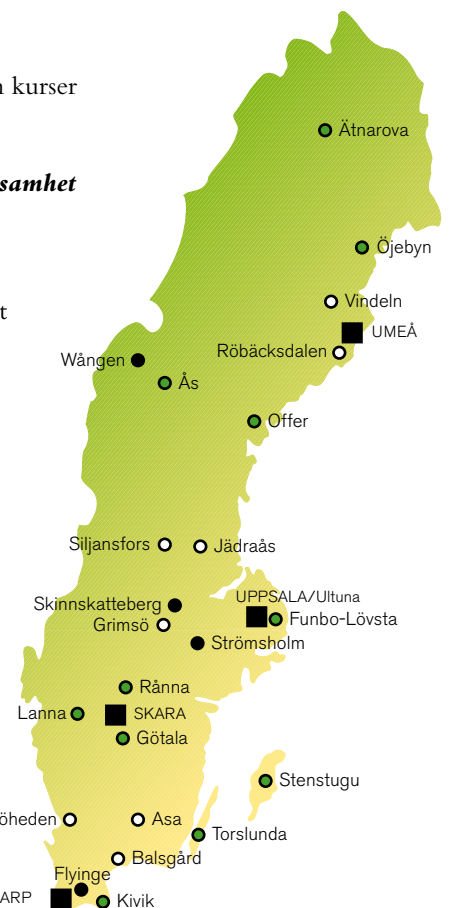 kurser
samhet
t
Ätnarova
Öjebyn
Vindeln
UMEÅ
Röbäcksdalen
Wången
Ås
Offer
Siljansfors
Jädraås
UPPSALA/Ultuna
Skinnskatteberg
Funbo-Lövsta
Grimsö
Strömsholm
Rånna
Lanna
SKARA
Götala
Stenstugu
öheden
Asa
Torslunda
Balsgård
Flyinge
ARP
Kivik